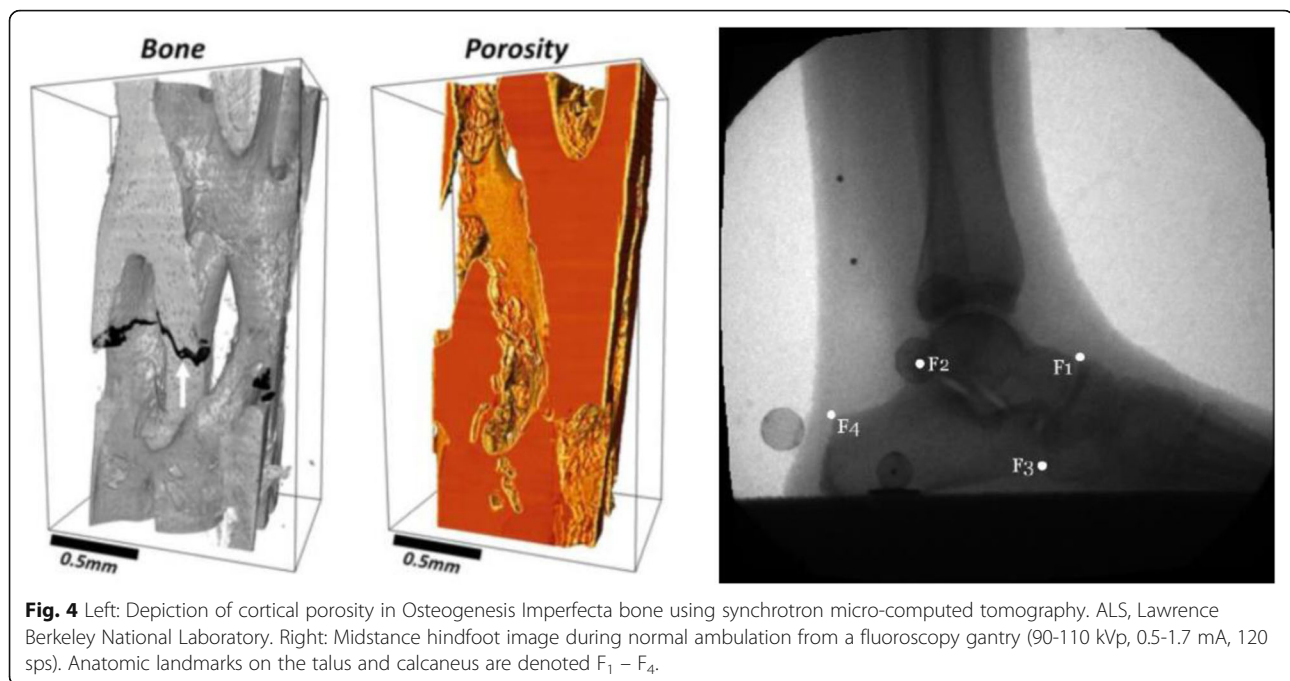 Bone
Porosity
0.5mm
0.5mm
F1
F2
F4
F3
Fig. 4 Left: Depiction of cortical porosity in Osteogenesis Imperfecta bone using synchrotron micro-computed tomography. ALS, Lawrence
Berkeley National Laboratory. Right: Midstance hindfoot image during normal ambulation from a fluoroscopy gantry (90-110 kVp, 0.5-1.7 mA, 120
sps). Anatomic landmarks on the talus and calcaneus are denoted F₁ – F₄.